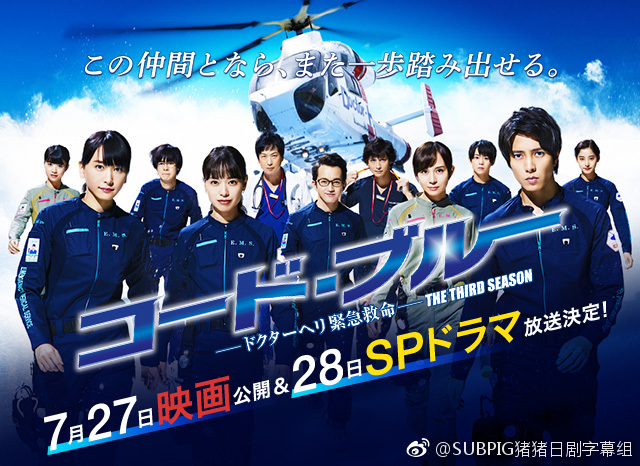 この仲間となら、また一歩踏み出せる。
Doctor-
E.M.S.
E.M.S.
E.M.S.
コード・ブルー
―ドクターヘリ緊急救命― THE THIRD SEASON
7月27日映画公開&28日SPドラマ放送決定!
@SUBPIG猪猪日剧字幕组